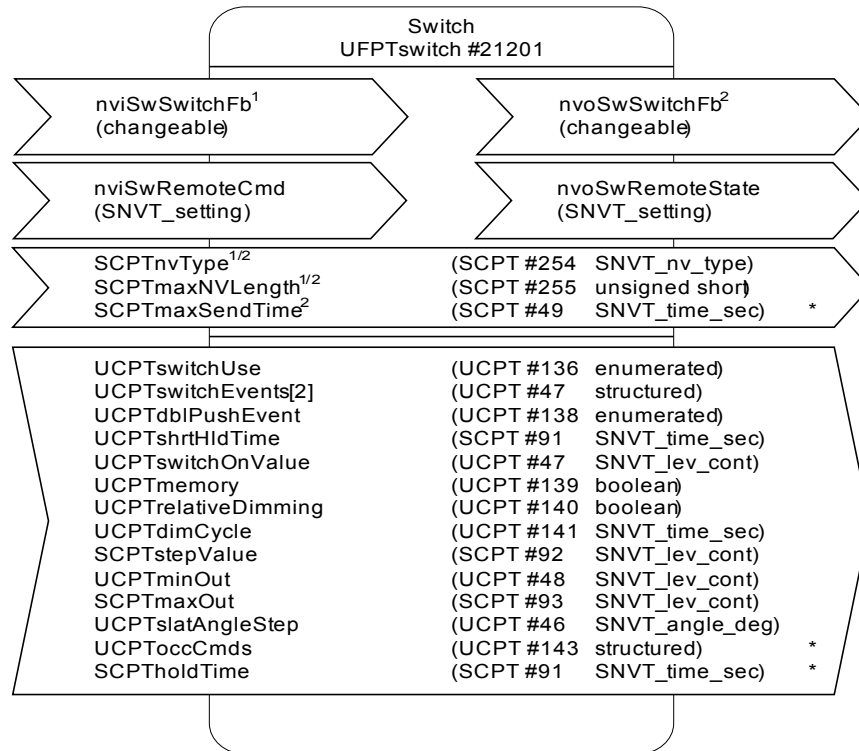 Switch
UFPTswitch #21201
nviSwSwitchFb1 nvoSwSwitchFb2
(changeable) (changeable)
nviSwRemoteCmd nvoSwRemoteState
(SNVT_setting) (SNVT_setting)
SCPTnvType1/2 (SCPT #254 SNVT_nv_type)
SCPTmaxNVLength1/2 (SCPT #255 unsigned short)
SCPTmaxSendTime2 (SCPT #49 SNVT_time_sec) *
UCPTswitchUse (UCPT #136 enumerated)
UCPTswitchEvents[2] (UCPT #47 structured)
UCPTdblPushEvent (UCPT #138 enumerated)
UCPTshrtHldTime (SCPT #91 SNVT_time_sec)
UCPTswitchOnValue (UCPT #47 SNVT_lev_cont)
UCPTmemory (UCPT #139 boolean)
UCPTrelativeDimming (UCPT #140 boolean)
UCPTdimCycle (UCPT #141 SNVT_time_sec)
SCPTstepValue (SCPT #92 SNVT_lev_cont)
UCPTminOut (UCPT #48 SNVT_lev_cont)
SCPTmaxOut (SCPT #93 SNVT_lev_cont)
UCPTslatAngleStep (UCPT #46 SNVT_angle_deg)
UCPToccCmds (UCPT #143 structured) *
SCPTholdTime (SCPT #91 SNVT_time_sec) *